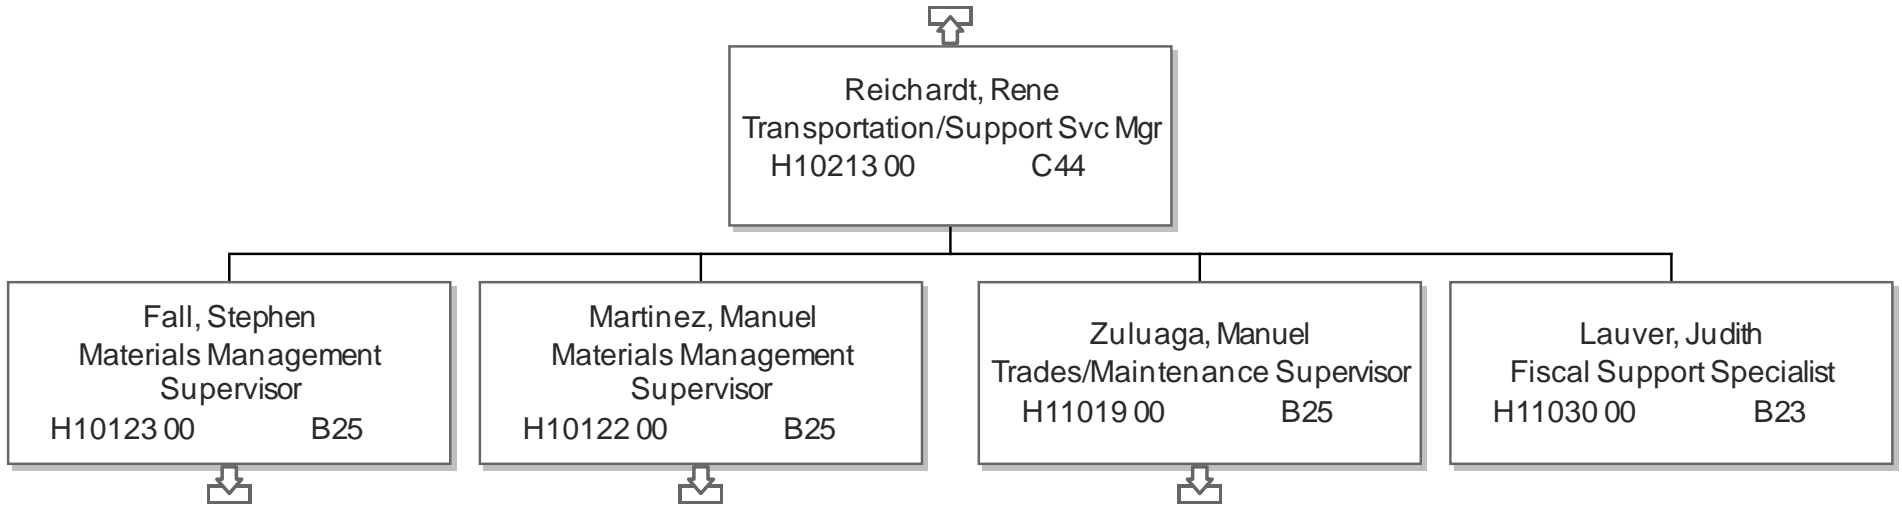 Reichardt, Rene
Transportation/Support Svc Mgr
H10213 00 C44
Fall, Stephen
Materials Management
Supervisor
H10123 00 B25
Martinez, Manuel
Materials Management
Supervisor
H10122 00 B25
Zuluaga, Manuel
Trades/Maintenance Supervisor
H11019 00 B25
Lauver, Judith
Fiscal Support Specialist
H11030 00 B23